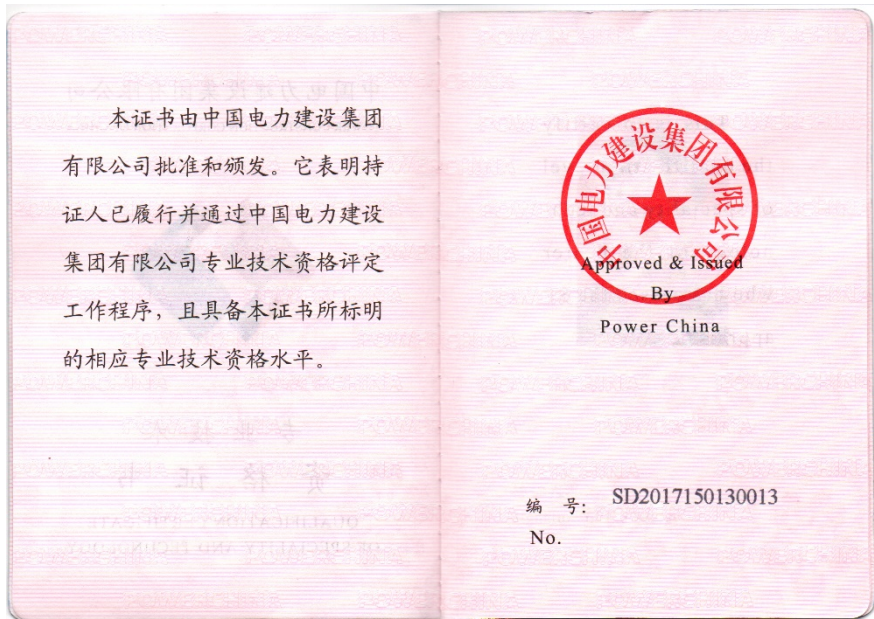 本证书由中国电力建设集团
有限公司批准和颁发。它表明持
证人已履行并通过中国电力建设
集团有限公司专业技术资格评定
工作程序，且具备本证书所标明
的相应专业技术资格水平。
中国电力建设集团有限公司
Approved & Issued
By
Power China
编 号: SD2017150130013
No.